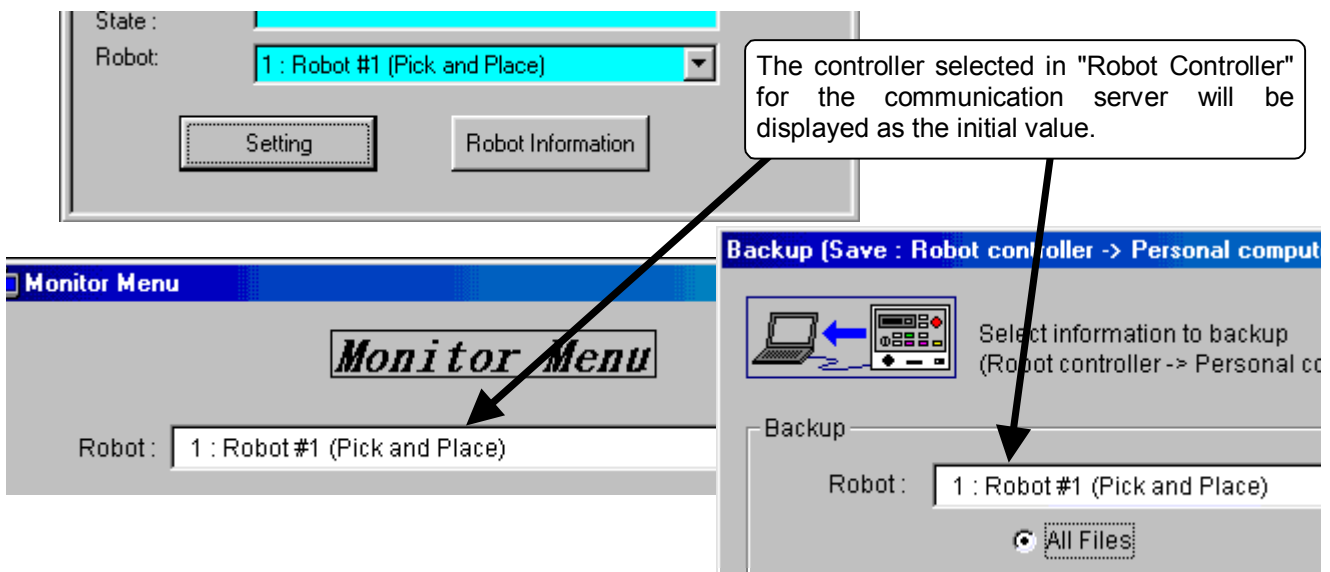 State :
Robot:
1 : Robot #1 (Pick and Place)
Setting
Robot Information
The controller selected in "Robot Controller"
for the communication server will be
displayed as the initial value.
Monitor Menu
Monitor Menu
Robot :
1 : Robot #1 (Pick and Place)
Backup (Save : Robot controller -> Personal comput
Select information to backup
(Robot controller -> Personal co
Backup
Robot :
1 : Robot #1 (Pick and Place)
All Files